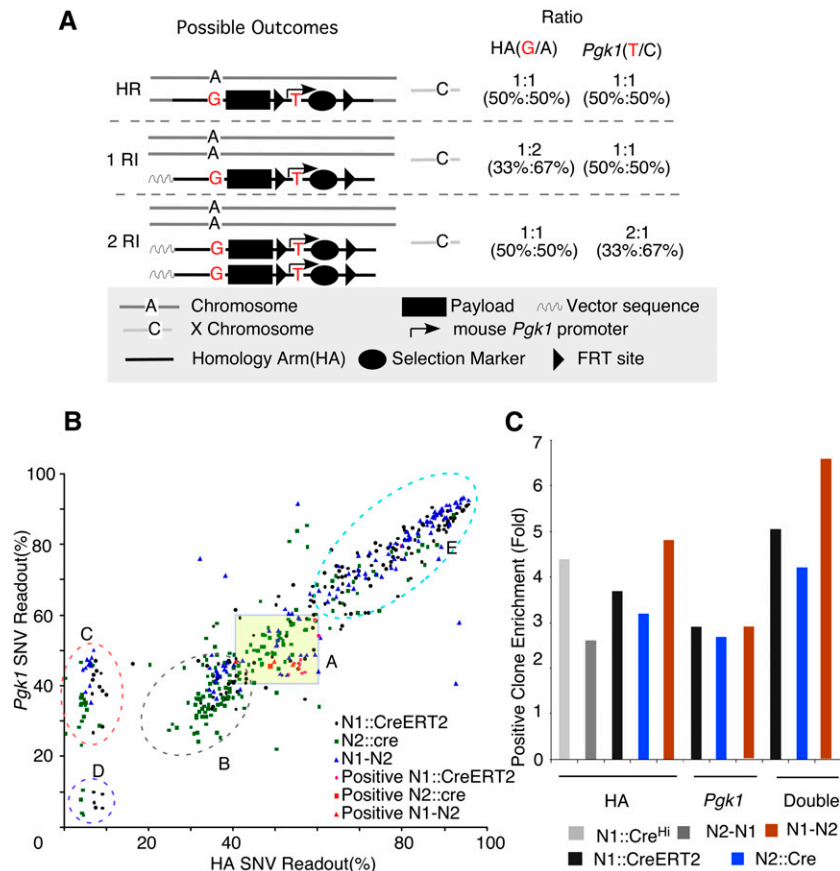 A
Possible Outcomes
Ratio
HA(G/A)
Pgk1(T/C)
HR
A
G
T
C
1:1
(50%:50%)
1:1
(50%:50%)
1 RI
A
A
G
T
C
1:2
(33%:67%)
1:1
(50%:50%)
2 RI
A
A
G
T
G
T
C
1:1
(50%:50%)
2:1
(33%:67%)
A Chromosome
Payload
Vector sequence
C X Chromosome
mouse Pgk1 promoter
Homology Arm(HA)
Selection Marker
FRT site
B
Pgk1 SNV Readout(%)
100
80
60
40
20
0
20
40
60
80
100
HA SNV Readout(%)
E
C
A
B
D
N1::CreERT2
N2::cre
N1-N2
Positive N1::CreERT2
Positive N2::cre
Positive N1-N2
C
Positive Clone Enrichment (Fold)
7
6
5
4
3
2
1
0
HA
Pgk1
Double
N1::CreHi
N2-N1
N1-N2
N1::CreERT2
N2::Cre